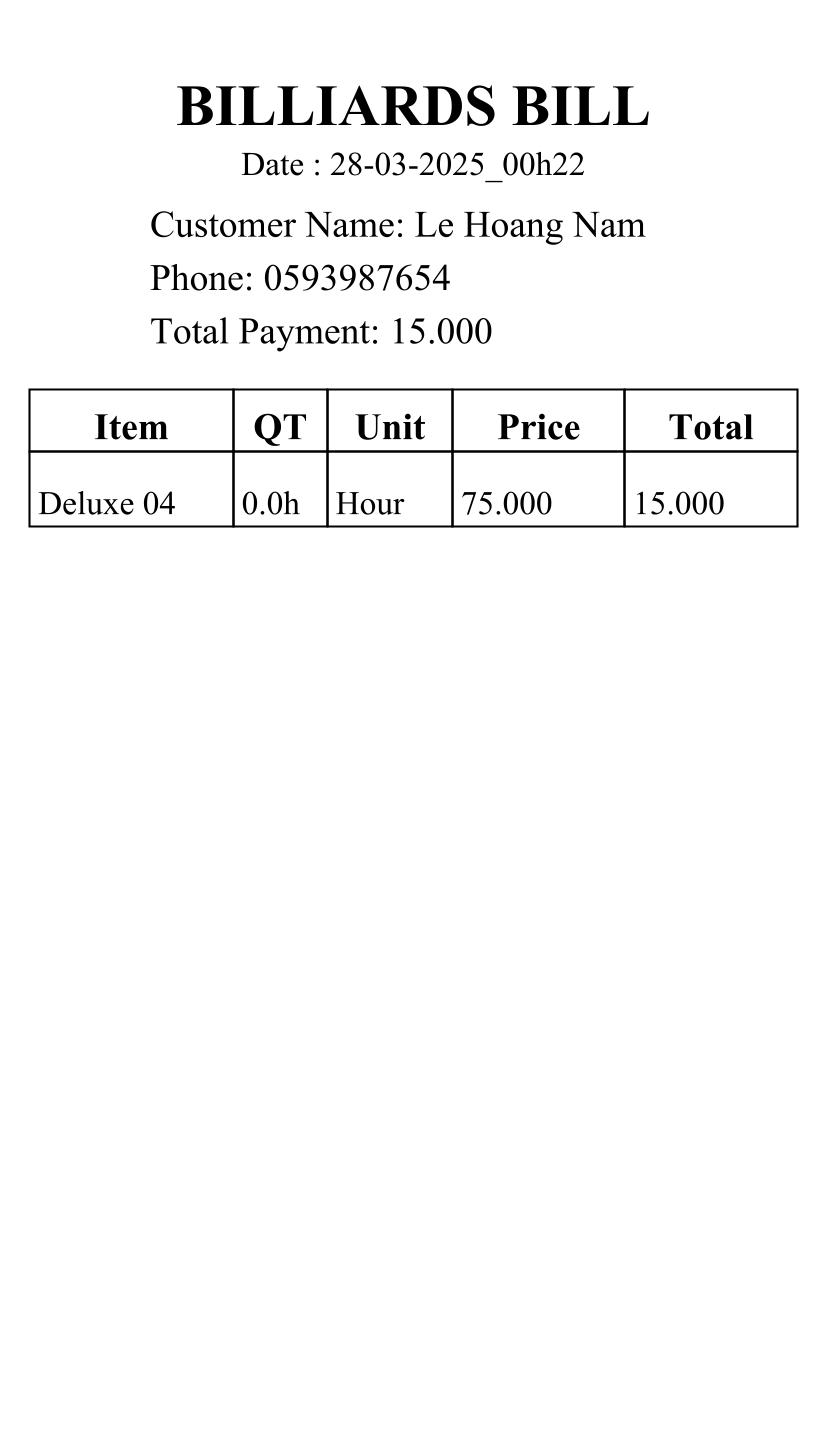 BILLIARDS BILL
Date : 28-03-2025_00h22
Customer Name: Le Hoang Nam
Phone: 0593987654
Total Payment: 15.000
Item QT Unit Price Total
Deluxe 04 0.0h Hour 75.000 15.000